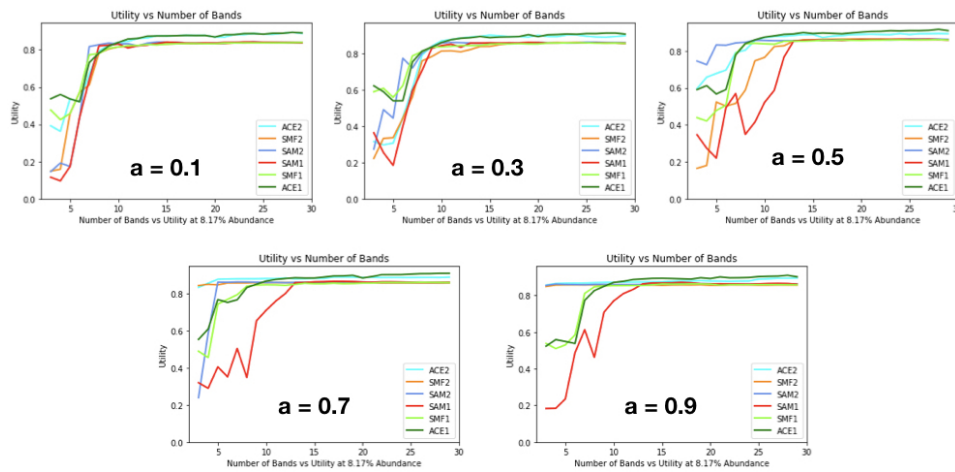 Utility vs Number of Bands
Utility
0.8
0.6
0.4
0.2
0.0
ACE2
SMF2
SAM2
SAM1
SMF1
ACE1
a = 0.1
5 10 15 20 25 30
Number of Bands vs Utility at 8.17% Abundance
Utility vs Number of Bands
Utility
0.8
0.6
0.4
0.2
0.0
ACE2
SMF2
SAM2
SAM1
SMF1
ACE1
a = 0.3
5 10 15 20 25 30
Number of Bands vs Utility at 8.17% Abundance
Utility vs Number of Bands
Utility
0.8
0.6
0.4
0.2
0.0
ACE2
SMF2
SAM2
SAM1
SMF1
ACE1
a = 0.5
5 10 15 20 25 30
Number of Bands vs Utility at 8.17% Abundance
Utility vs Number of Bands
Utility
0.8
0.6
0.4
0.2
0.0
ACE2
SMF2
SAM2
SAM1
SMF1
ACE1
a = 0.7
5 10 15 20 25 30
Number of Bands vs Utility at 8.17% Abundance
Utility vs Number of Bands
Utility
0.8
0.6
0.4
0.2
0.0
ACE2
SMF2
SAM2
SAM1
SMF1
ACE1
a = 0.9
5 10 15 20 25 30
Number of Bands vs Utility at 8.17% Abundance